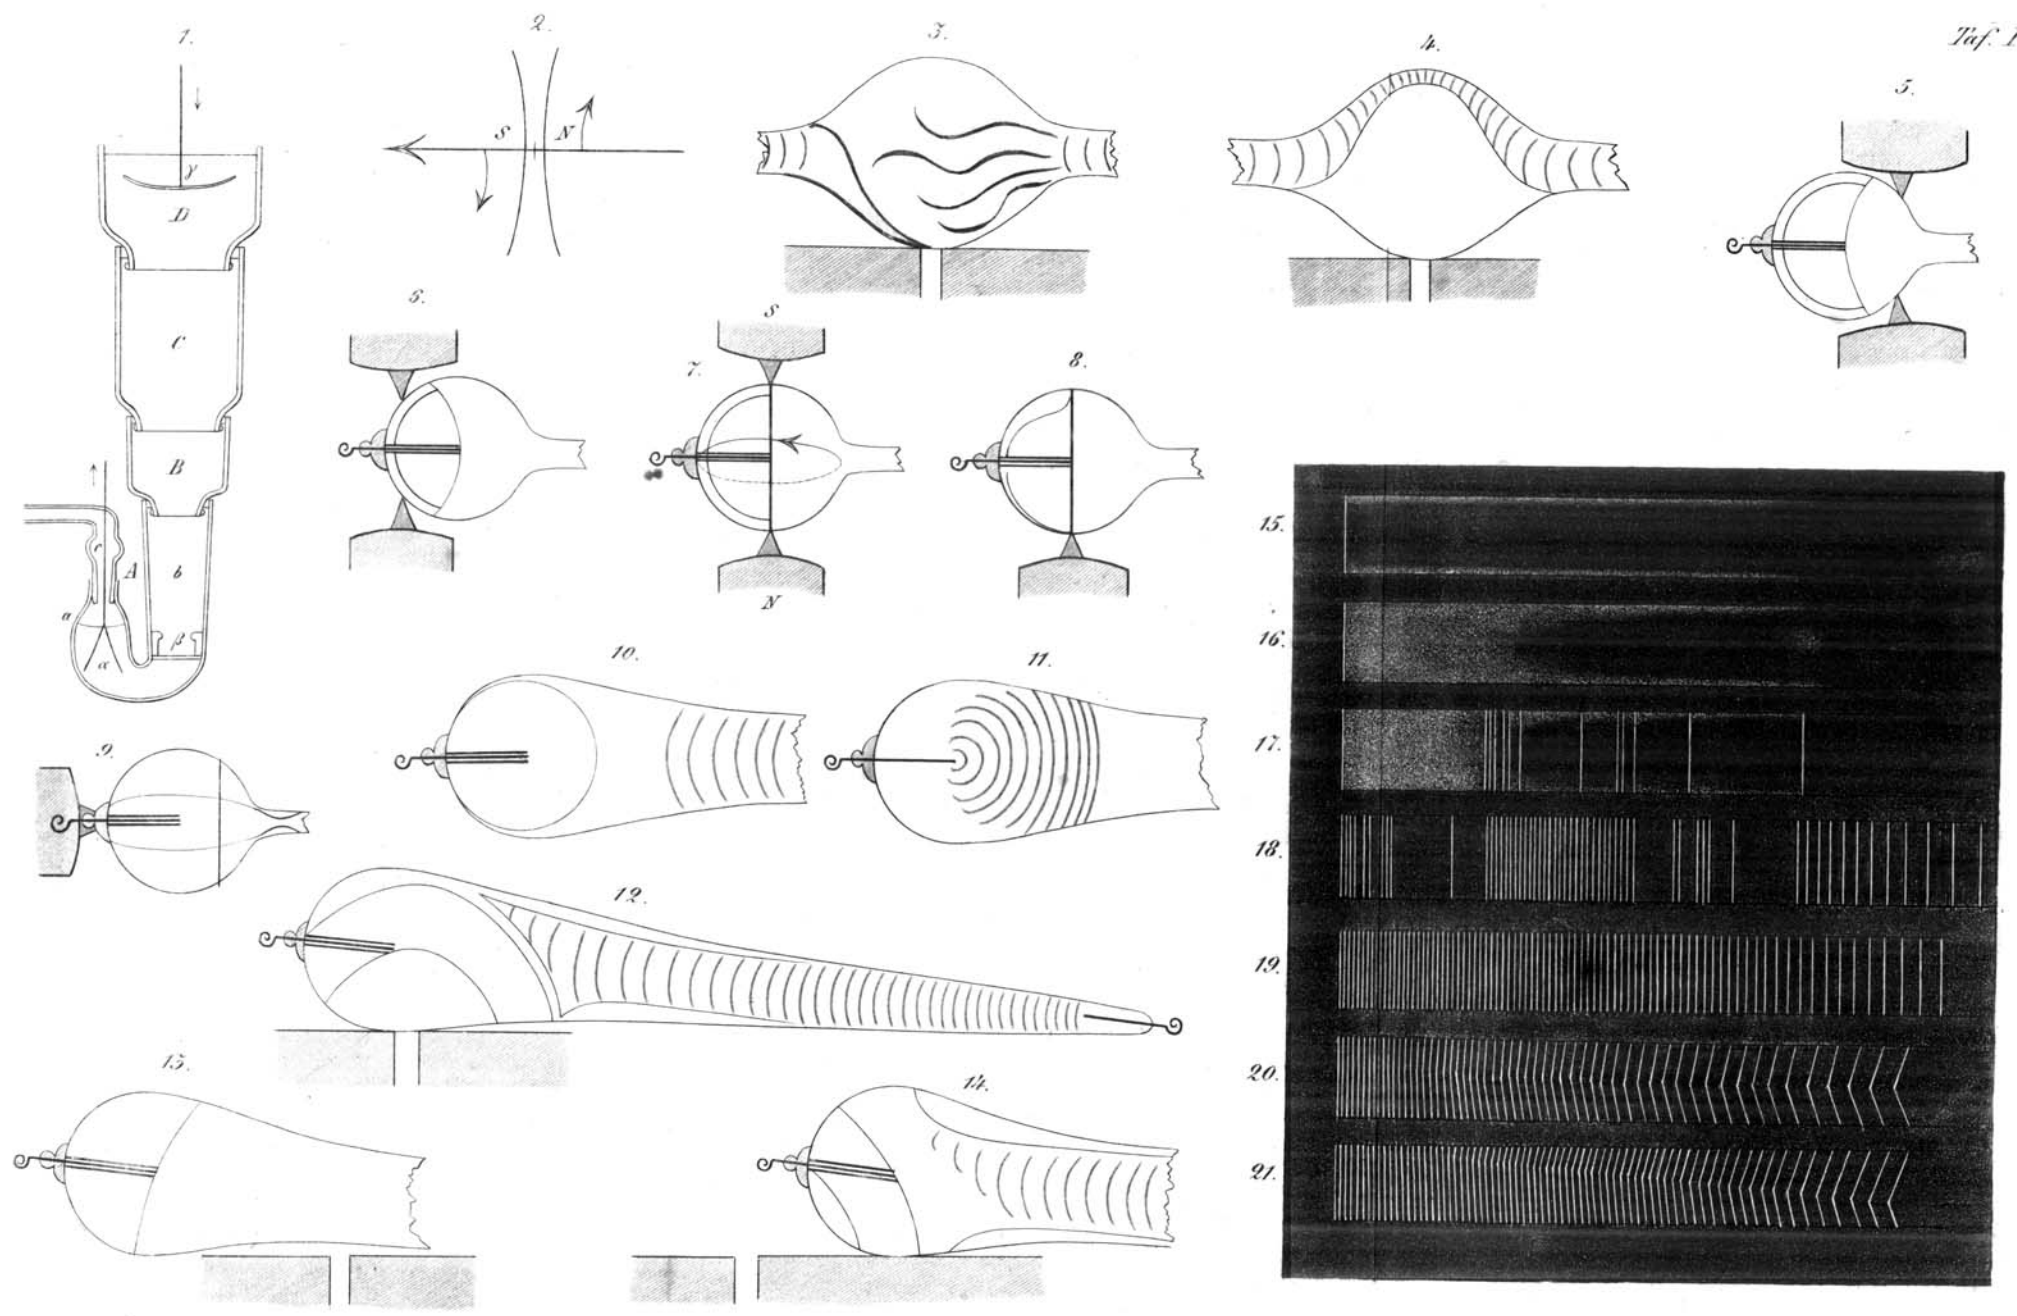 1.
2.
3.
4.
Taf. I
5.
γ
D
S
N
C
6.
S
7.
8.
N
B
c
A
b
a
β
α
9.
10.
11.
12.
13.
14.
15.
16.
17.
18.
19.
20.
21.